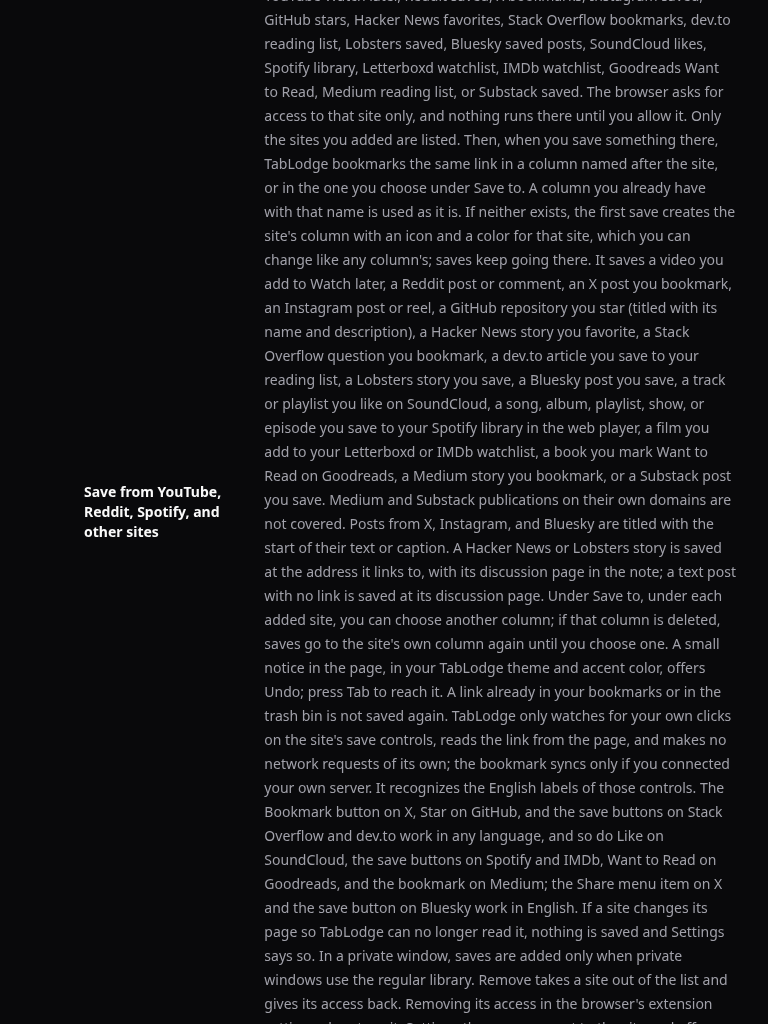 GitHub stars, Hacker News favorites, Stack Overflow bookmarks, dev.to
reading list, Lobsters saved, Bluesky saved posts, SoundCloud likes,
Spotify library, Letterboxd watchlist, IMDb watchlist, Goodreads Want
to Read, Medium reading list, or Substack saved. The browser asks for
access to that site only, and nothing runs there until you allow it. Only
the sites you added are listed. Then, when you save something there,
TabLodge bookmarks the same link in a column named after the site,
or in the one you choose under Save to. A column you already have
with that name is used as it is. If neither exists, the first save creates the
site's column with an icon and a color for that site, which you can
change like any column's; saves keep going there. It saves a video you
add to Watch later, a Reddit post or comment, an X post you bookmark,
an Instagram post or reel, a GitHub repository you star (titled with its
name and description), a Hacker News story you favorite, a Stack
Overflow question you bookmark, a dev.to article you save to your
reading list, a Lobsters story you save, a Bluesky post you save, a track
or playlist you like on SoundCloud, a song, album, playlist, show, or
episode you save to your Spotify library in the web player, a film you
add to your Letterboxd or IMDb watchlist, a book you mark Want to
Read on Goodreads, a Medium story you bookmark, or a Substack post
Save from YouTube,
Reddit, Spotify, and
other sites
you save. Medium and Substack publications on their own domains are
not covered. Posts from X, Instagram, and Bluesky are titled with the
start of their text or caption. A Hacker News or Lobsters story is saved
at the address it links to, with its discussion page in the note; a text post
with no link is saved at its discussion page. Under Save to, under each
added site, you can choose another column; if that column is deleted,
saves go to the site's own column again until you choose one. A small
notice in the page, in your TabLodge theme and accent color, offers
Undo; press Tab to reach it. A link already in your bookmarks or in the
trash bin is not saved again. TabLodge only watches for your own clicks
on the site's save controls, reads the link from the page, and makes no
network requests of its own; the bookmark syncs only if you connected
your own server. It recognizes the English labels of those controls. The
Bookmark button on X, Star on GitHub, and the save buttons on Stack
Overflow and dev.to work in any language, and so do Like on
SoundCloud, the save buttons on Spotify and IMDb, Want to Read on
Goodreads, and the bookmark on Medium; the Share menu item on X
and the save button on Bluesky work in English. If a site changes its
page so TabLodge can no longer read it, nothing is saved and Settings
says so. In a private window, saves are added only when private
windows use the regular library. Remove takes a site out of the list and
gives its access back. Removing its access in the browser's extension